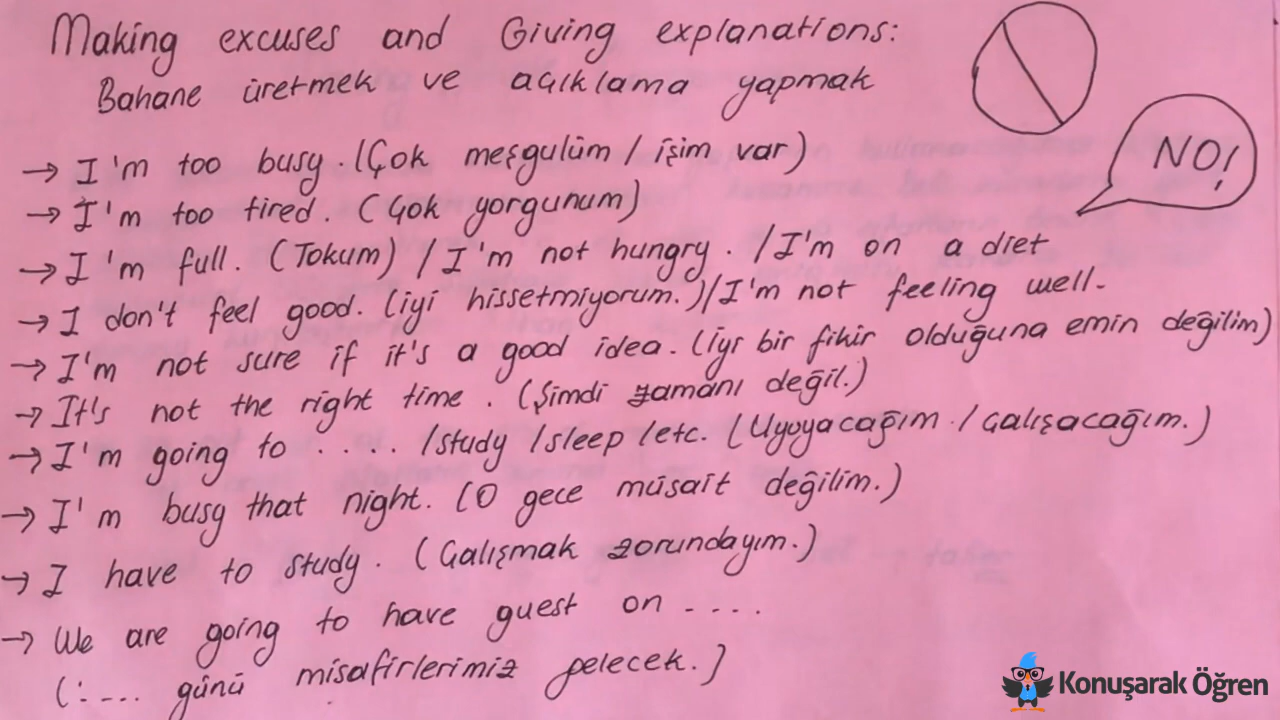 Making excuses and Giving explanations:
Bahane üretmek ve açıklama yapmak
NO!
→ I'm too busy. (Çok meşgulüm / işim var)
→ I'm too tired. (Çok yorgunum)
→ I'm full. (Tokum) / I'm not hungry. / I'm on a diet
→ I don't feel good. (iyi hissetmiyorum.) / I'm not feeling well.
→ I'm not sure if it's a good idea. (İyi bir fikir olduğuna emin değilim)
→ It's not the right time. (Şimdi zamanı değil.)
→ I'm going to ..... /study /sleep /etc. (Uyuyacağım / Çalışacağım.)
→ I'm busy that night. (O gece müsait değilim.)
→ I have to study. (Çalışmak zorundayım.)
→ We are going to have guest on .....
(..... günü misafirlerimiz gelecek.)
Konuşarak Öğren